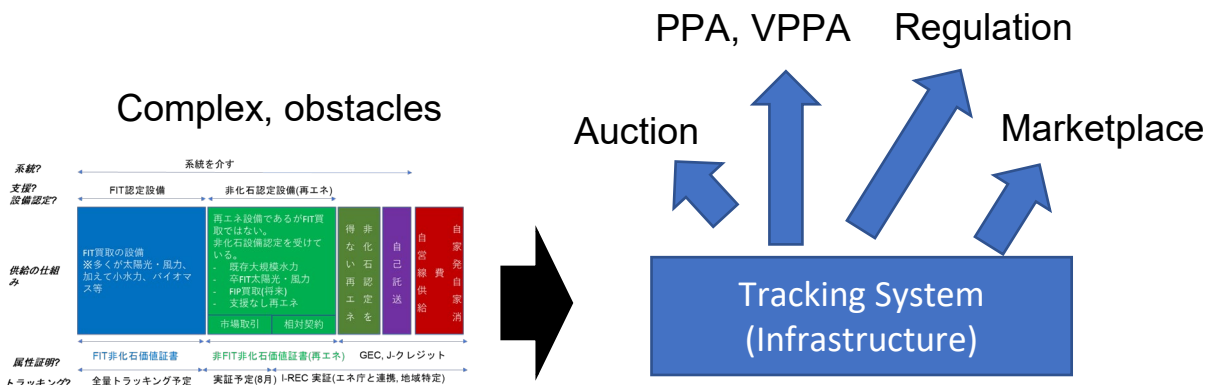 PPA, VPPA
Regulation
Complex, obstacles
Auction
Marketplace
系統?
系統を介す
支援?
設備認定?
FIT認定設備
非化石認定設備(再エネ)
供給の仕組
み
FIT買取の設備
※多くが太陽光・風力、
加えて小水力、バイオマ
ス等
再エネ設備であるがFIT買
取ではない。
非化石設備認定を受けて
いる。
- 既存大規模水力
- 卒FIT太陽光・風力
- FIP買取(将来)
- 支援なし再エネ
市場取引
相対契約
非化石認定を
得ない再エネ
自己託送
自家発自家消
費
自営線供給
属性証明?
FIT非化石価値証書
非FIT非化石価値証書(再エネ)
GEC, J-クレジット
トラッキング?
全量トラッキング予定
実証予定(8月)
I-REC 実証(エネ庁と連携, 地域特定)
Tracking System
(Infrastructure)